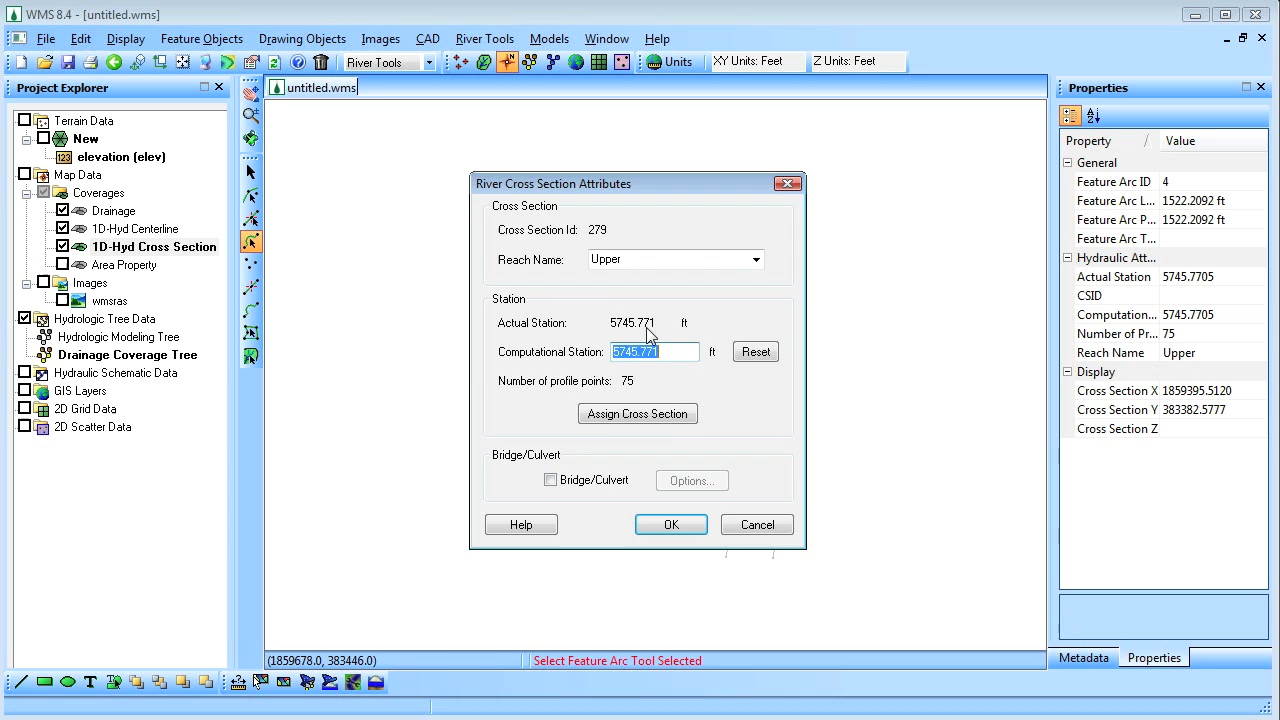 WMS 8.4 - [untitled.wms]
File Edit Display Feature Objects Drawing Objects Images CAD River Tools Models Window Help
River Tools Units XY Units: Feet Z Units: Feet
Project Explorer
untitled.wms
Properties
Terrain Data
New
123 elevation (elev)
Map Data
Coverages
Drainage
1D-Hyd Centerline
1D-Hyd Cross Section
Area Property
Images
wmsras
Hydrologic Tree Data
Hydrologic Modeling Tree
Drainage Coverage Tree
Hydraulic Schematic Data
GIS Layers
2D Grid Data
2D Scatter Data
River Cross Section Attributes
Cross Section
Cross Section Id: 279
Reach Name: Upper
Station
Actual Station: 5745.771 ft
Computational Station: 5745.771 ft Reset
Number of profile points: 75
Assign Cross Section
Bridge/Culvert
Bridge/Culvert Options...
Help OK Cancel
Property / Value
General
Feature Arc ID 4
Feature Arc L... 1522.2092 ft
Feature Arc P... 1522.2092 ft
Feature Arc T...
Hydraulic Att...
Actual Station 5745.7705
CSID
Computation... 5745.7705
Number of Pr... 75
Reach Name Upper
Display
Cross Section X 1859395.5120
Cross Section Y 383382.5777
Cross Section Z
Metadata Properties
(1859678.0, 383446.0) Select Feature Arc Tool Selected
T